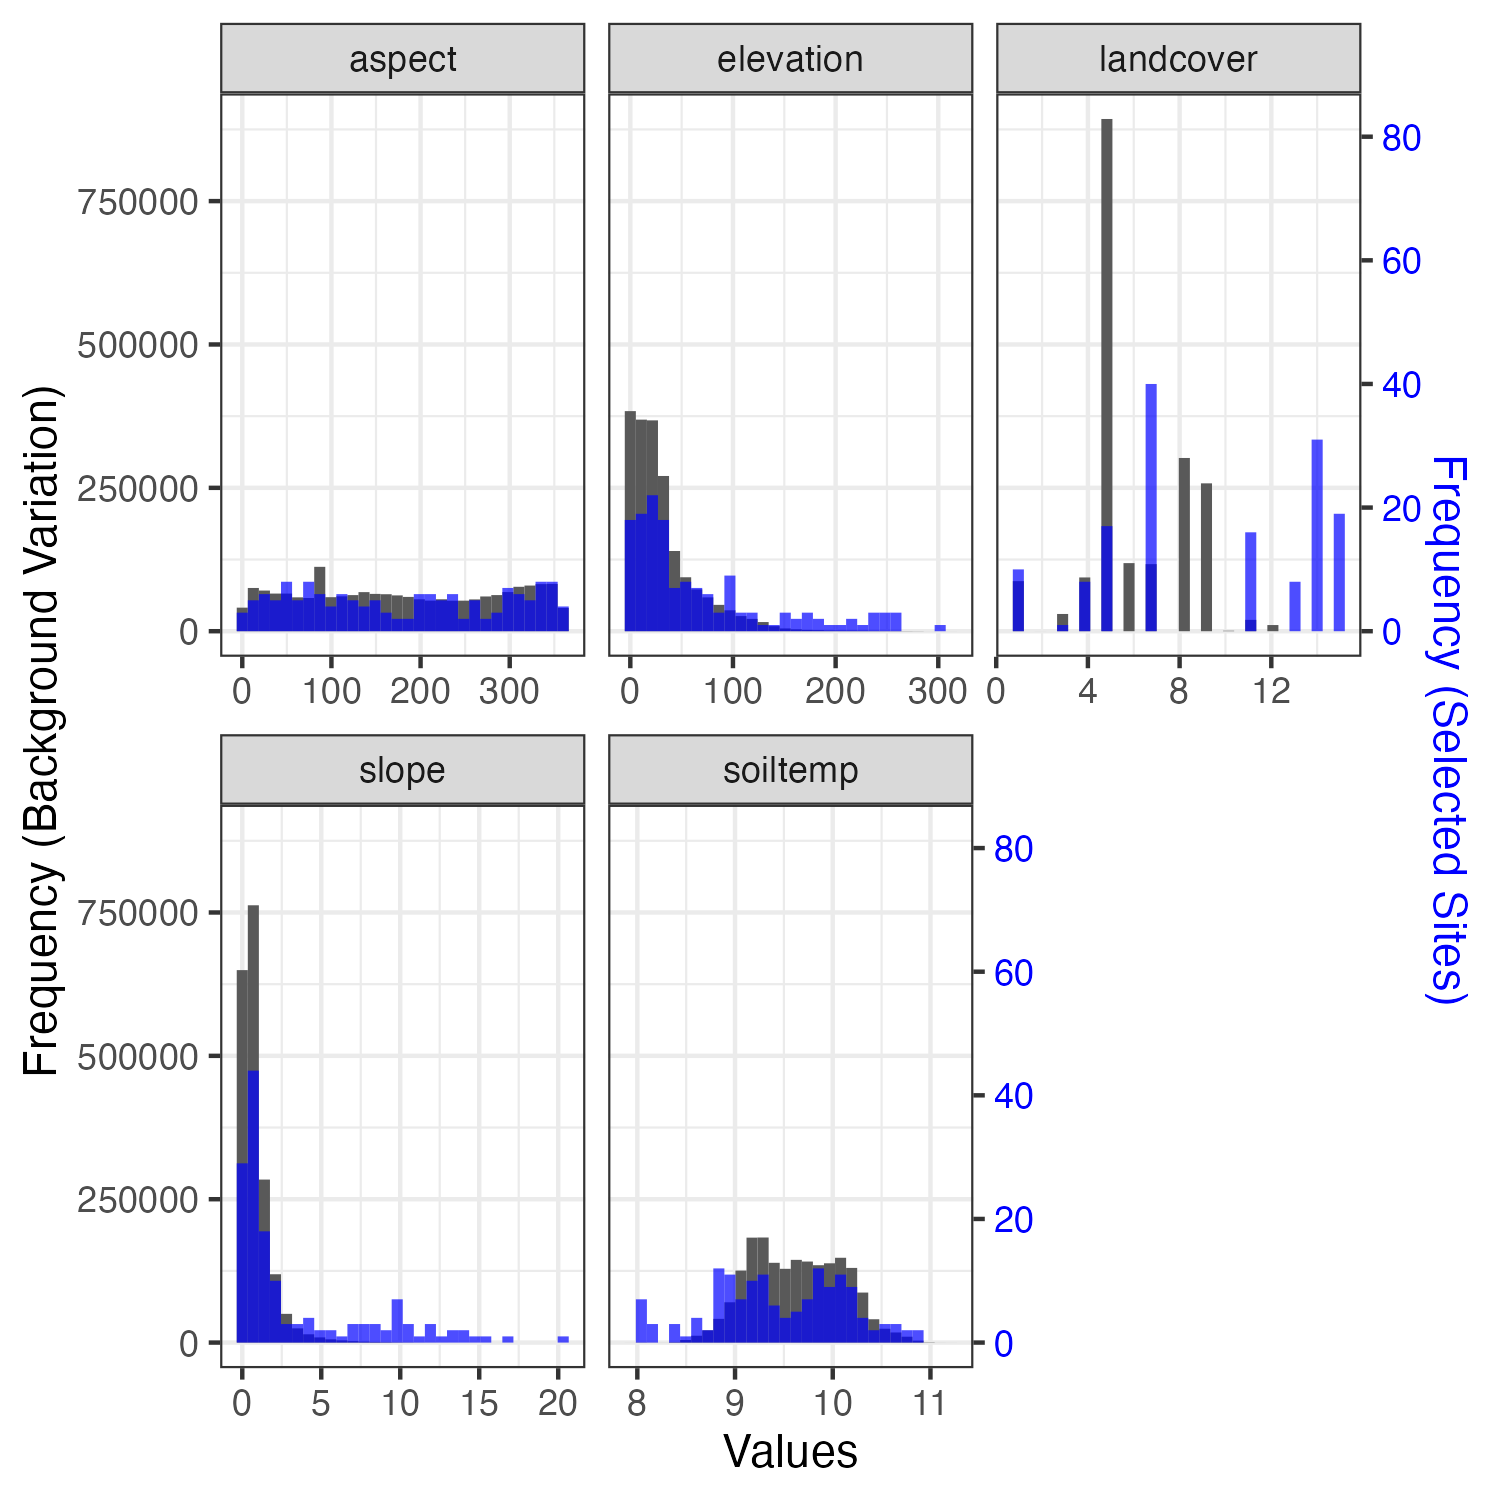 aspect
elevation
landcover
Frequency (Background Variation)
750000
500000
250000
0
80
60
40
20
0
Frequency (Selected Sites)
0 100 200 300
0 100 200 300
0 4 8 12
slope
soiltemp
750000
500000
250000
0
80
60
40
20
0
0 5 10 15 20
8 9 10 11
Values